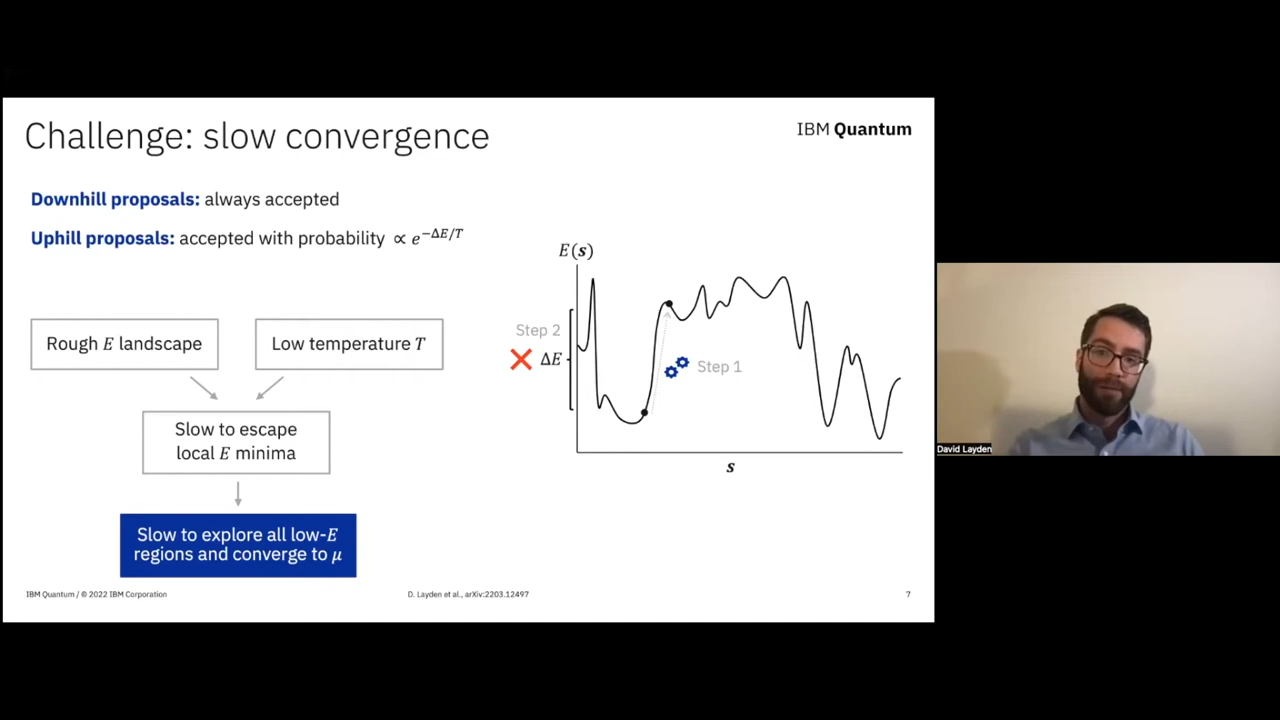 Challenge: slow convergence
IBM Quantum
Downhill proposals: always accepted
Uphill proposals: accepted with probability ∝ e^{−ΔE/T}
Rough E landscape
Low temperature T
Slow to escape
local E minima
Slow to explore all low-E
regions and converge to μ
E(s)
Step 2
ΔE
Step 1
s
IBM Quantum / © 2022 IBM Corporation
D. Layden et al., arXiv:2203.12497
7
David Layden